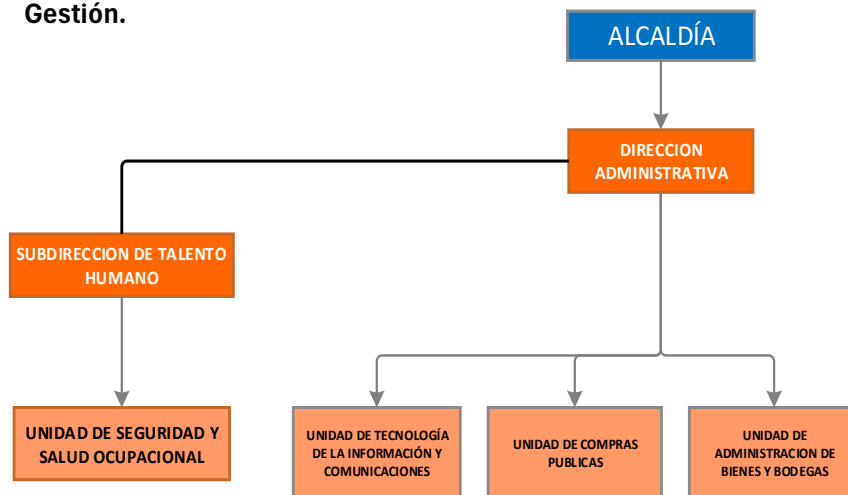 Gestión.
ALCALDÍA
DIRECCION
ADMINISTRATIVA
SUBDIRECCION DE TALENTO
HUMANO
UNIDAD DE SEGURIDAD Y
SALUD OCUPACIONAL
UNIDAD DE TECNOLOGÍA
DE LA INFORMACIÓN Y
COMUNICACIONES
UNIDAD DE COMPRAS
PUBLICAS
UNIDAD DE
ADMINISTRACION DE
BIENES Y BODEGAS